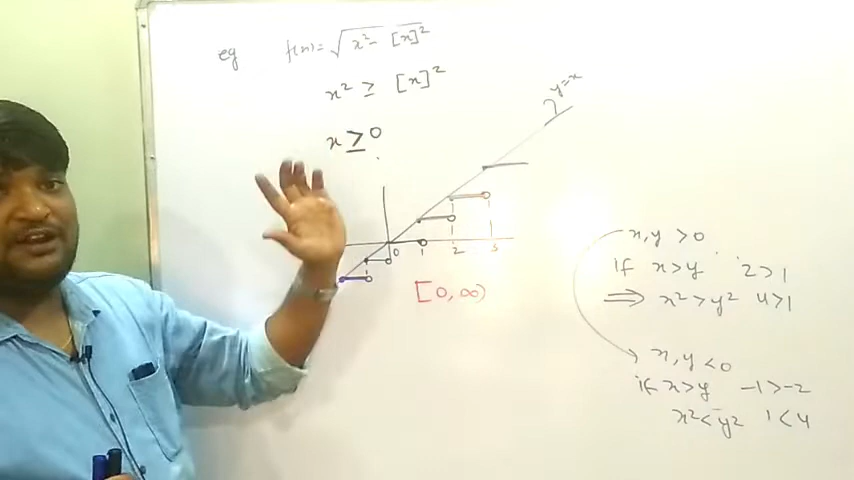 eg f(x) = √(x² - [x]²)
x² ≥ [x]²
x ≥ 0
y=x
0 1 2 3
[0, ∞)
x,y >0
if x>y 2>1
⟹ x²>y² 4>1
x,y <0
if x>y -1>-2
x²<y² 1<4